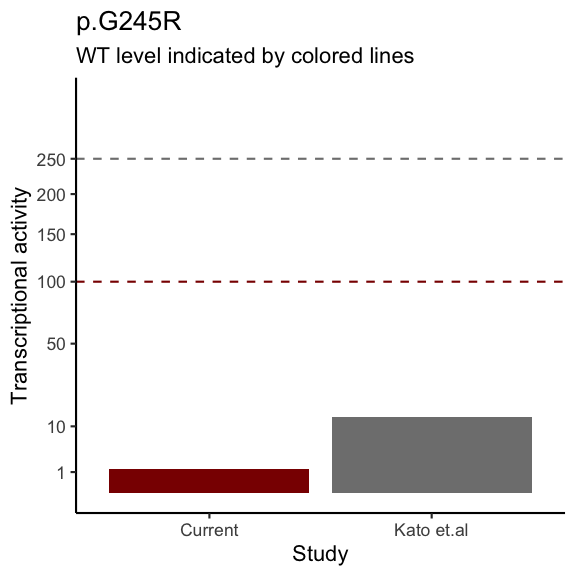 p.G245R
WT level indicated by colored lines
Transcriptional activity
250
200
150
100
50
10
1
Current
Kato et.al
Study